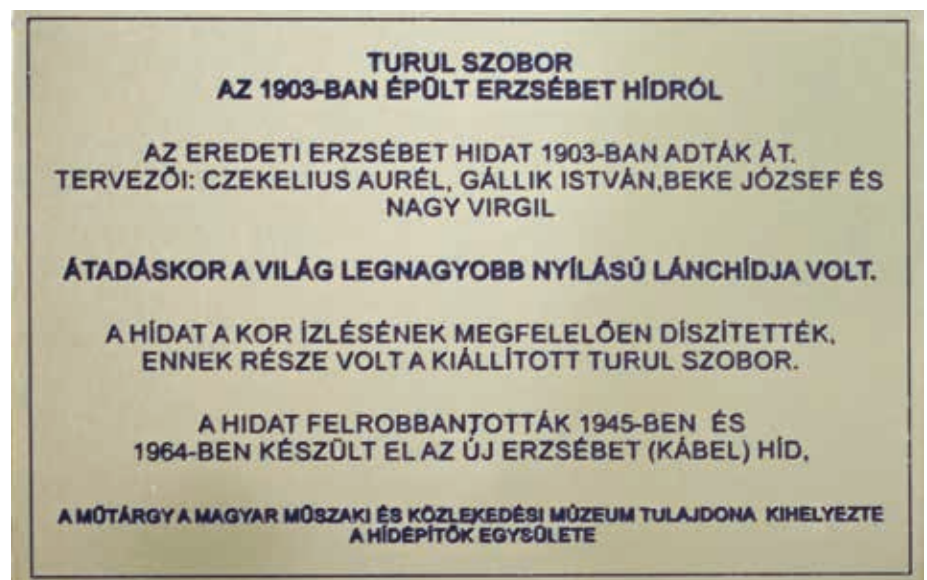 TURUL SZOBOR
AZ 1903-BAN ÉPÜLT ERZSÉBET HÍDRÓL
AZ EREDETI ERZSÉBET HIDAT 1903-BAN ADTÁK ÁT.
TERVEZŐI: CZEKELIUS AURÉL, GÁLLIK ISTVÁN,BEKE JÓZSEF ÉS
NAGY VIRGIL
ÁTADÁSKOR A VILÁG LEGNAGYOBB NYÍLÁSÚ LÁNCHÍDJA VOLT.
A HÍDAT A KOR ÍZLÉSÉNEK MEGFELELŐEN DÍSZÍTETTÉK,
ENNEK RÉSZE VOLT A KIÁLLÍTOTT TURUL SZOBOR.
A HIDAT FELROBBANTOTTÁK 1945-BEN ÉS
1964-BEN KÉSZÜLT EL AZ ÚJ ERZSÉBET (KÁBEL) HÍD,
A MŰTÁRGY A MAGYAR MŰSZAKI ÉS KÖZLEKEDÉSI MÚZEUM TULAJDONA KIHELYEZTE
A HÍDÉPÍTŐK EGYSÜLETE